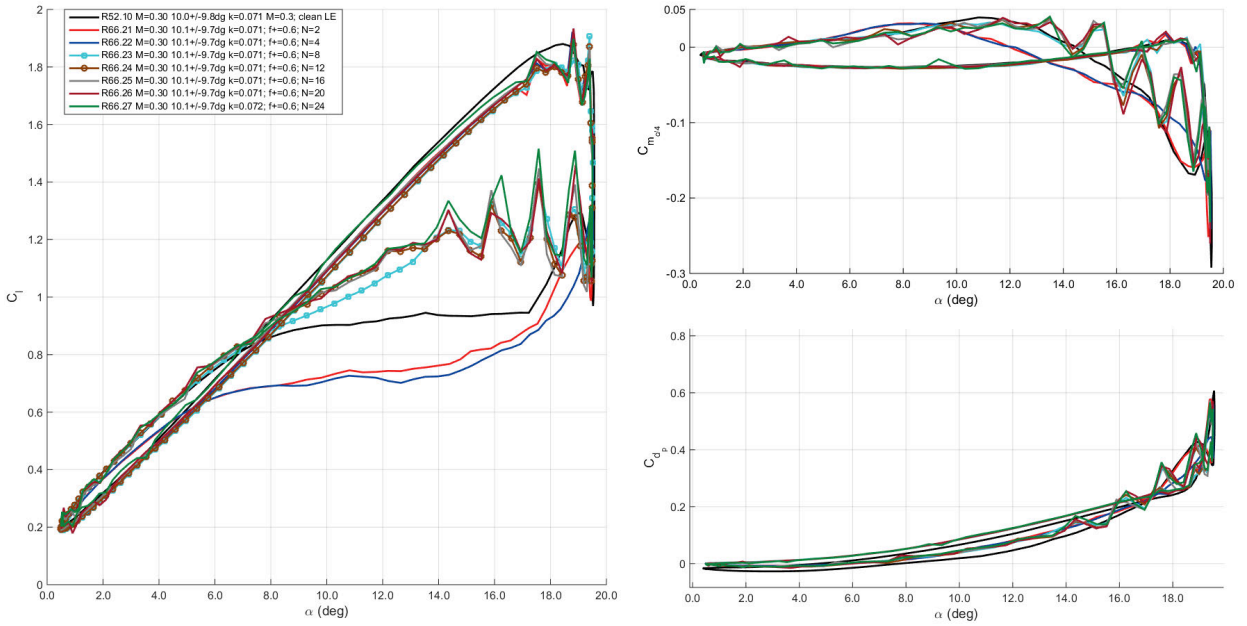 R52.10 M=0.30 10.0+/-9.8dg k=0.071 M=0.3; clean LE
R66.21 M=0.30 10.1+/-9.7dg k=0.071; f+=0.6; N=2
R66.22 M=0.30 10.1+/-9.7dg k=0.071; f+=0.6; N=4
R66.23 M=0.30 10.1+/-9.7dg k=0.071; f+=0.6; N=8
R66.24 M=0.30 10.1+/-9.7dg k=0.071; f+=0.6; N=12
R66.25 M=0.30 10.1+/-9.7dg k=0.071; f+=0.6; N=16
R66.26 M=0.30 10.1+/-9.7dg k=0.071; f+=0.6; N=20
R66.27 M=0.30 10.1+/-9.7dg k=0.072; f+=0.6; N=24
2
1.8
1.6
1.4
1.2
1
0.8
0.6
0.4
0.2
0
C_l
0.0 2.0 4.0 6.0 8.0 10.0 12.0 14.0 16.0 18.0 20.0
α (deg)
0.05
0
-0.1
-0.2
-0.3
C_m_c/4
0.0 2.0 4.0 6.0 8.0 10.0 12.0 14.0 16.0 18.0 20.0
α (deg)
0.8
0.6
0.4
0.2
0
C_d_p
0.0 2.0 4.0 6.0 8.0 10.0 12.0 14.0 16.0 18.0
α (deg)